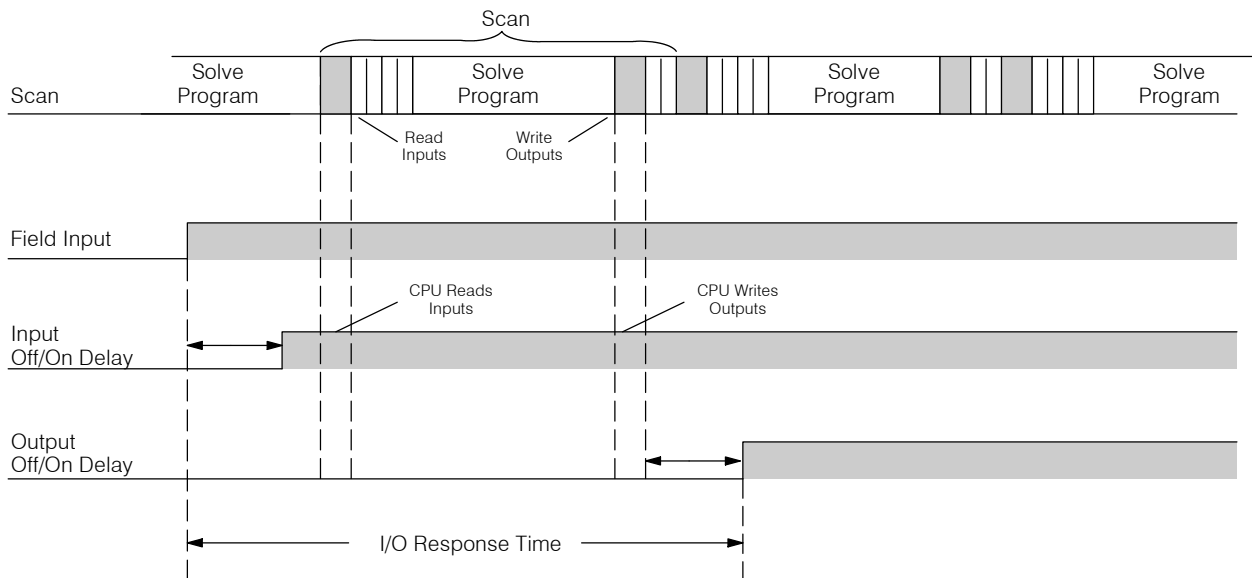 Scan
Scan
Solve
Program
Solve
Program
Solve
Program
Solve
Program
Read
Inputs
Write
Outputs
Field Input
CPU Reads
Inputs
CPU Writes
Outputs
Input
Off/On Delay
Output
Off/On Delay
I/O Response Time